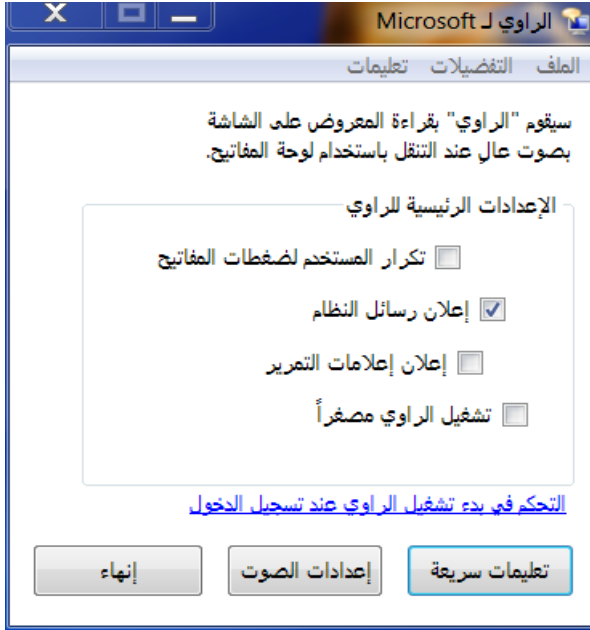 الراوي لـ Microsoft
الملف التفضيلات تعليمات
سيقوم "الراوي" بقراءة المعروض على الشاشة
بصوت عالٍ عند التنقل باستخدام لوحة المفاتيح.
الإعدادات الرئيسية للراوي
تكرار المستخدم لضغطات المفاتيح
إعلان رسائل النظام
إعلان إعلامات التمرير
تشغيل الراوي مصغراً
التحكم في بدء تشغيل الراوي عند تسجيل الدخول
تعليمات سريعة إعدادات الصوت إنهاء